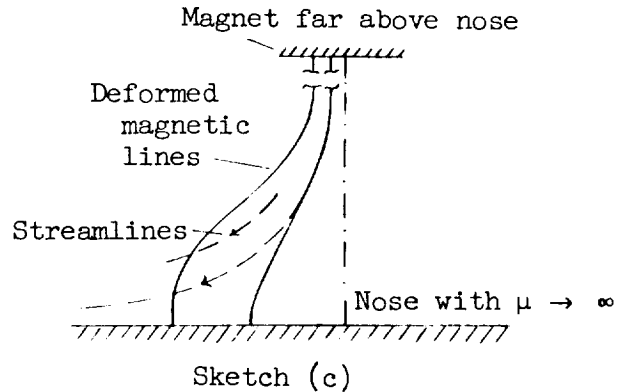 Magnet far above nose
Deformed
magnetic
lines
Streamlines
Nose with μ → ∞
Sketch (c)